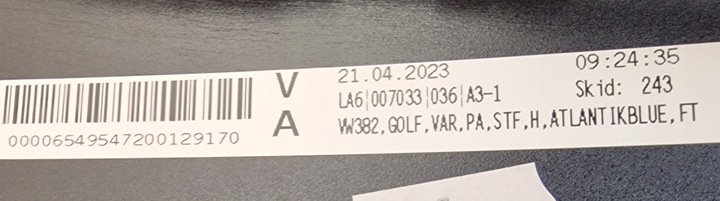 V
A
21.04.2023 09:24:35
LA6|007033|036|A3-1 Skid: 243
VW382,GOLF,VAR,PA,STF,H,ATLANTIKBLUE,FT
00006549547200129170